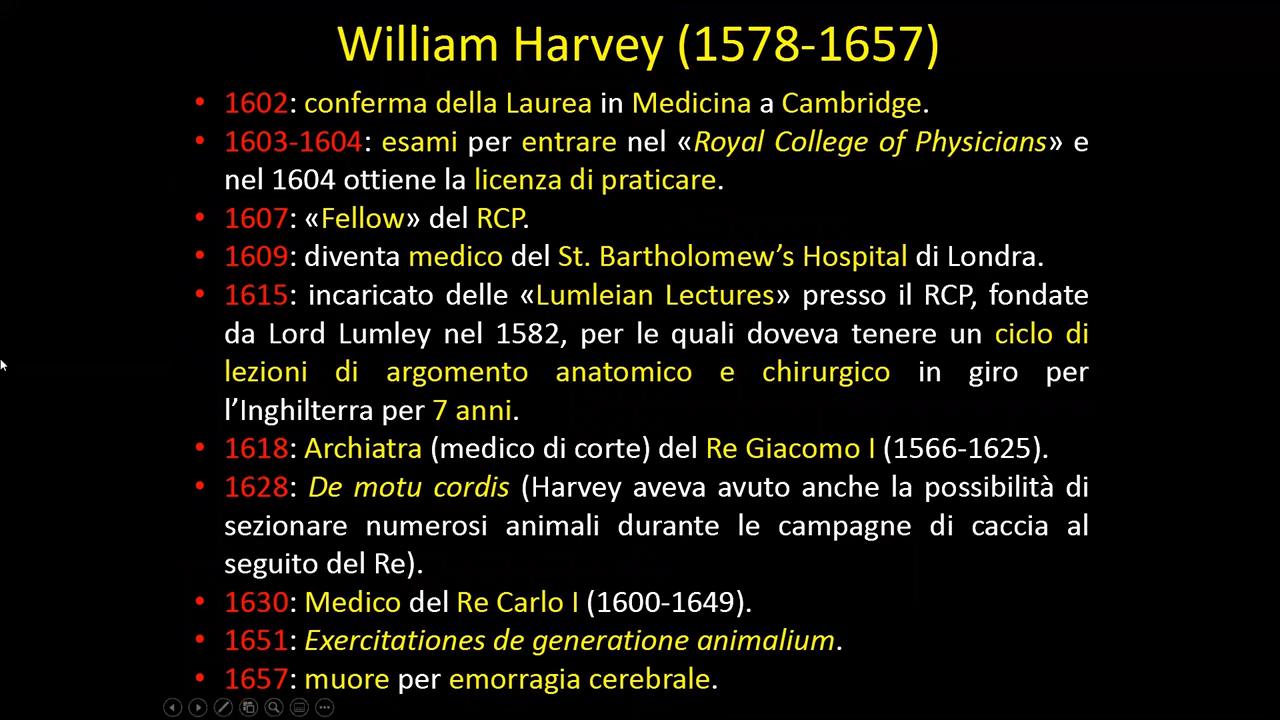 William Harvey (1578-1657)
• 1602: conferma della Laurea in Medicina a Cambridge.
• 1603-1604: esami per entrare nel «Royal College of Physicians» e
nel 1604 ottiene la licenza di praticare.
• 1607: «Fellow» del RCP.
• 1609: diventa medico del St. Bartholomew’s Hospital di Londra.
• 1615: incaricato delle «Lumleian Lectures» presso il RCP, fondate
da Lord Lumley nel 1582, per le quali doveva tenere un ciclo di
lezioni di argomento anatomico e chirurgico in giro per
l’Inghilterra per 7 anni.
• 1618: Archiatra (medico di corte) del Re Giacomo I (1566-1625).
• 1628: De motu cordis (Harvey aveva avuto anche la possibilità di
sezionare numerosi animali durante le campagne di caccia al
seguito del Re).
• 1630: Medico del Re Carlo I (1600-1649).
• 1651: Exercitationes de generatione animalium.
• 1657: muore per emorragia cerebrale.